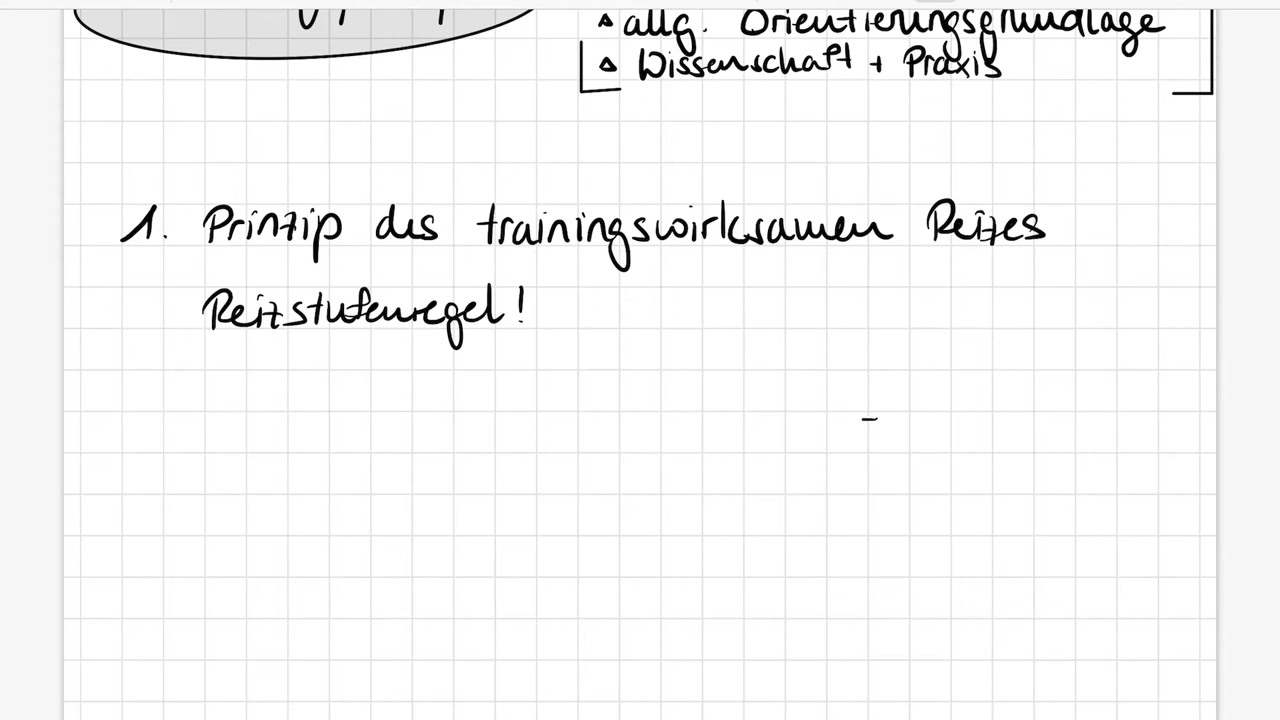 ▵ allg. Orientierungsgrundlage
▵ Wissenschaft + Praxis
1. Prinzip des trainingswirksamen Reizes
Reizstufenregel!